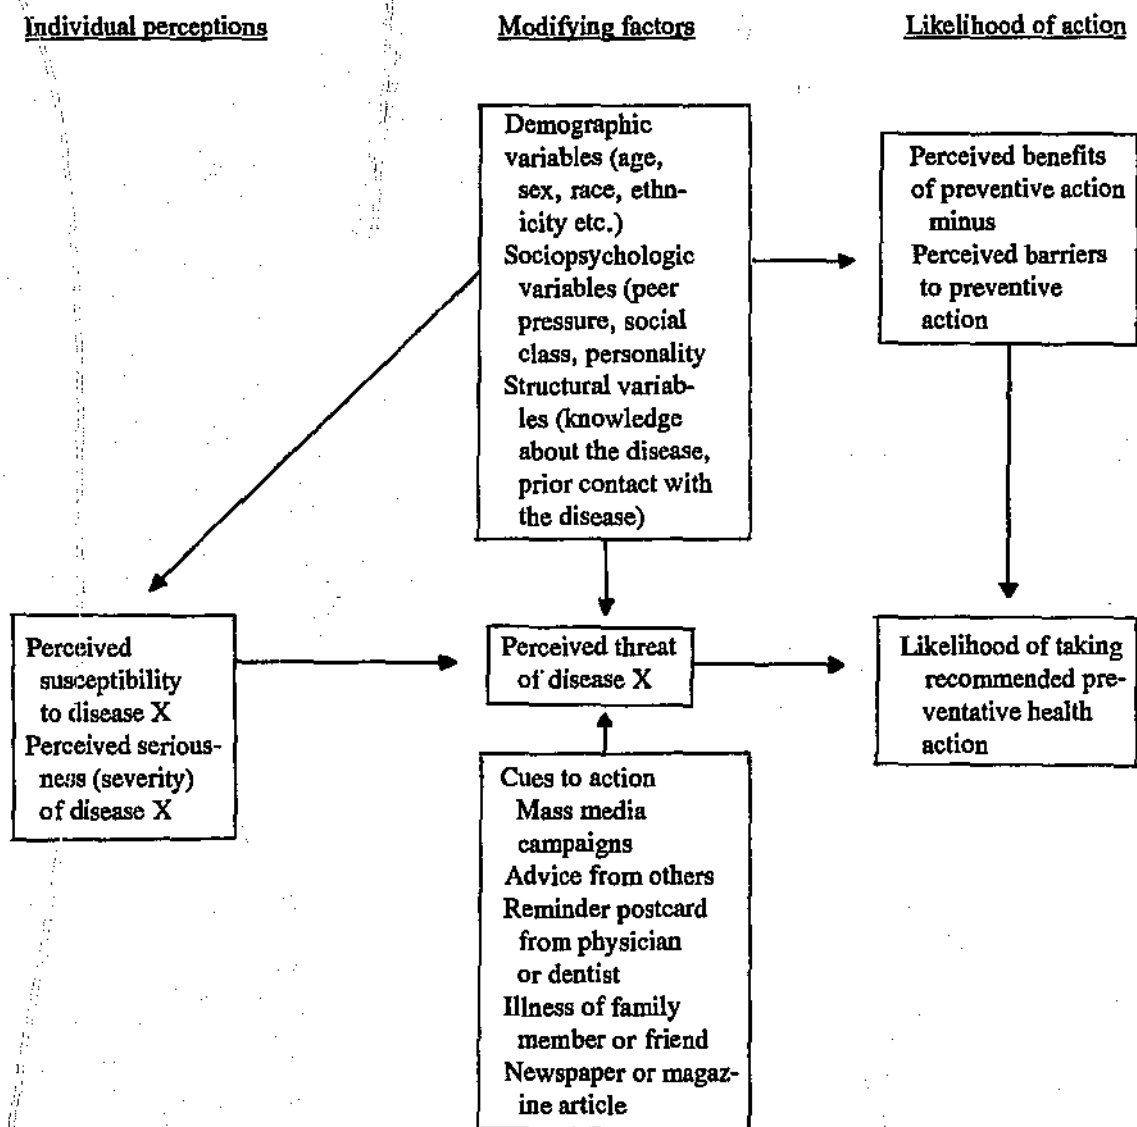 Individual perceptions
Modifying factors
Likelihood of action
Demographic
variables (age,
sex, race, ethn-
icity etc.)
Sociopsychologic
variables (peer
pressure, social
class, personality
Structural variab-
les (knowledge
about the disease,
prior contact with
the disease)
Perceived benefits
of preventive action
minus
Perceived barriers
to preventive
action
Perceived
susceptibility
to disease X
Perceived serious-
ness (severity)
of disease X
Perceived threat
of disease X
Likelihood of taking
recommended pre-
ventative health
action
Cues to action
Mass media
campaigns
Advice from others
Reminder postcard
from physician
or dentist
Illness of family
member or friend
Newspaper or magaz-
ine article